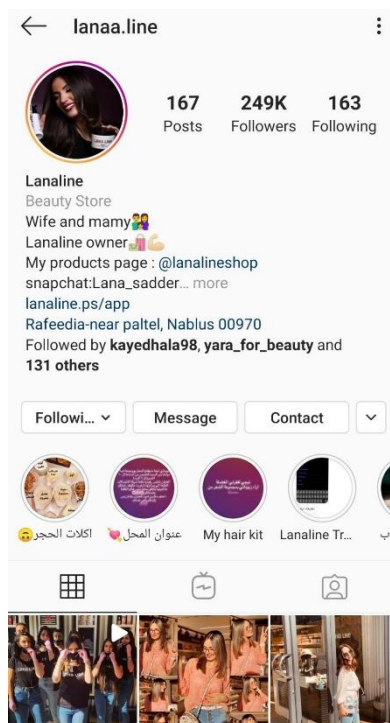 lanaa.line
167
249K
163
Posts
Followers
Following
Lanaline
Beauty Store
Wife and mamy
Lanaline owner
My products page : @lanalineshop
snapchat:Lana_sadder... more
lanaline.ps/app
Rafeedia-near paltel, Nablus 00970
Followed by kayedhala98, yara_for_beauty and
131 others
Followi...
Message
Contact
اكلات الحجر
عنوان المحل
My hair kit
Lanaline Tr...